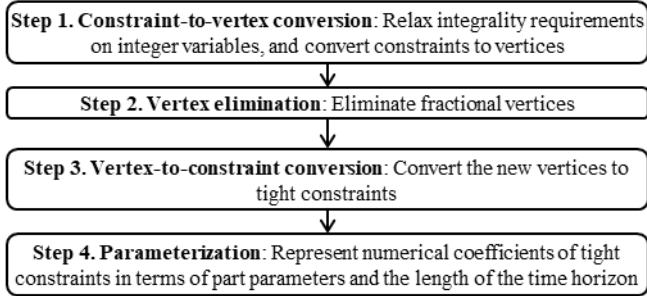 Step 1. Constraint-to-vertex conversion: Relax integrality requirements
on integer variables, and convert constraints to vertices
Step 2. Vertex elimination: Eliminate fractional vertices
Step 3. Vertex-to-constraint conversion: Convert the new vertices to
tight constraints
Step 4. Parameterization: Represent numerical coefficients of tight
constraints in terms of part parameters and the length of the time horizon